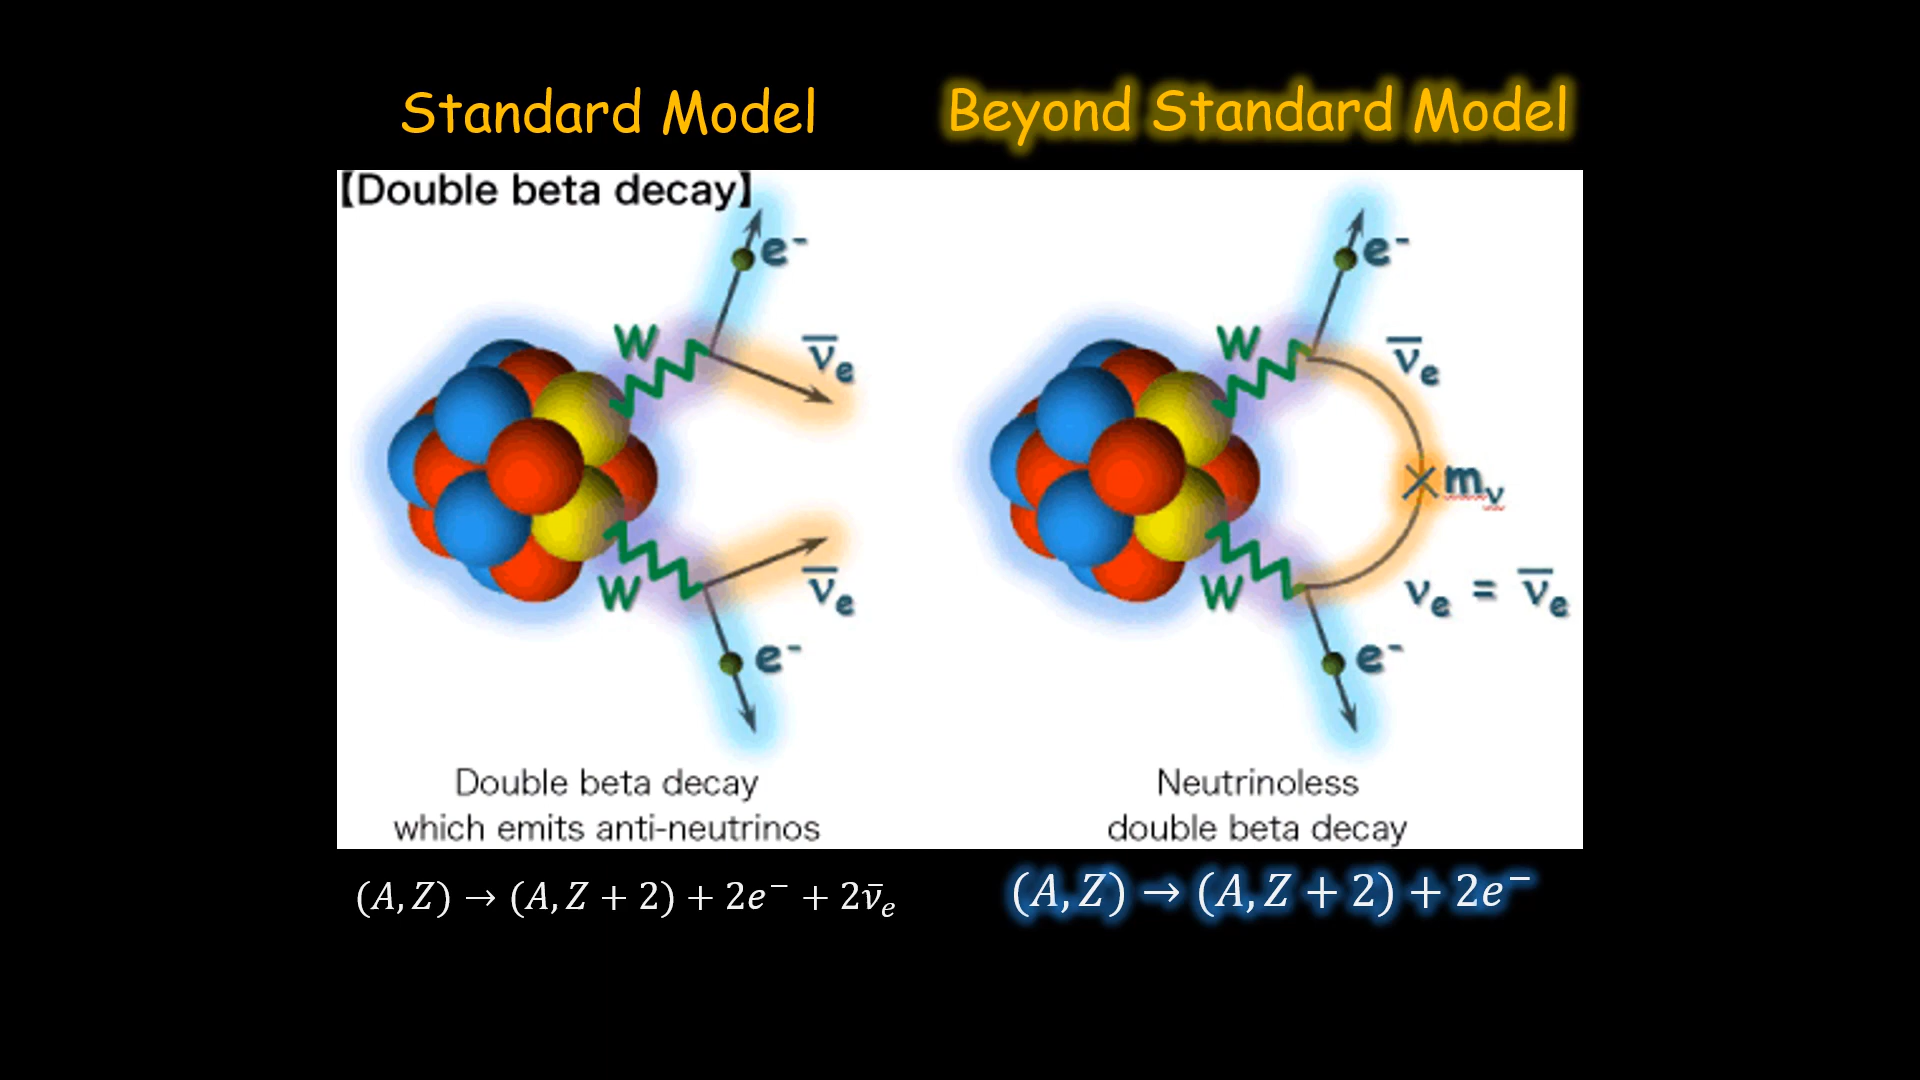 Standard Model
Beyond Standard Model
【Double beta decay】
e⁻
W
ν̅ₑ
W
ν̅ₑ
e⁻
Double beta decay
which emits anti-neutrinos
e⁻
W
ν̅ₑ
mᵥ
W
νₑ = ν̅ₑ
e⁻
Neutrinoless
double beta decay
(A, Z) → (A, Z + 2) + 2e⁻ + 2ν̅ₑ
(A, Z) → (A, Z + 2) + 2e⁻